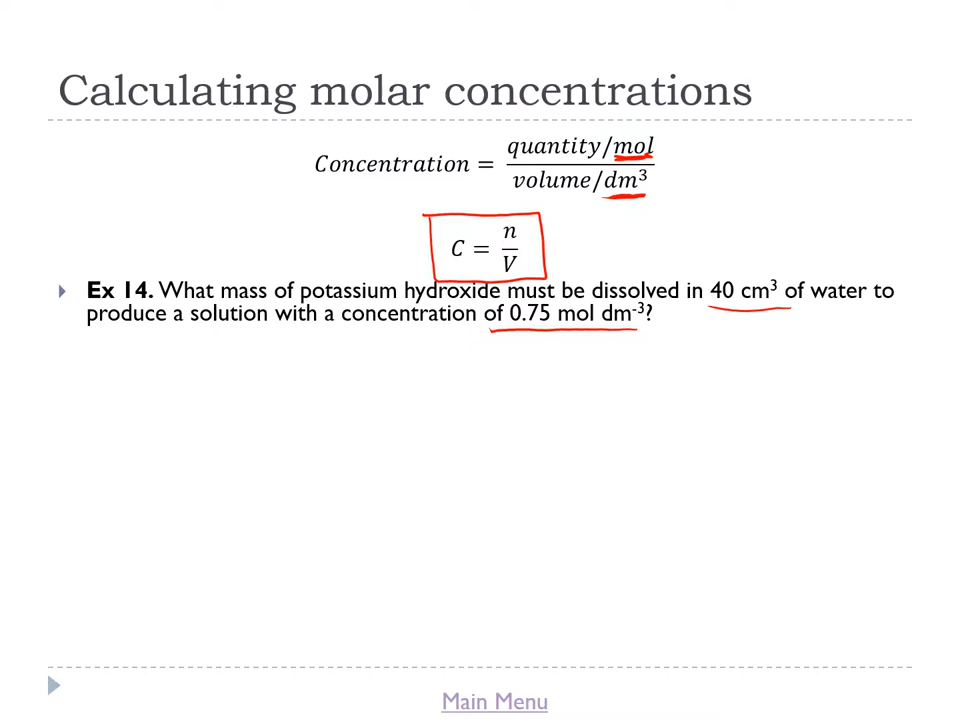 Calculating molar concentrations
Concentration = quantity/mol
volume/dm³
C = n
V
Ex 14. What mass of potassium hydroxide must be dissolved in 40 cm³ of water to
produce a solution with a concentration of 0.75 mol dm⁻³?
Main Menu